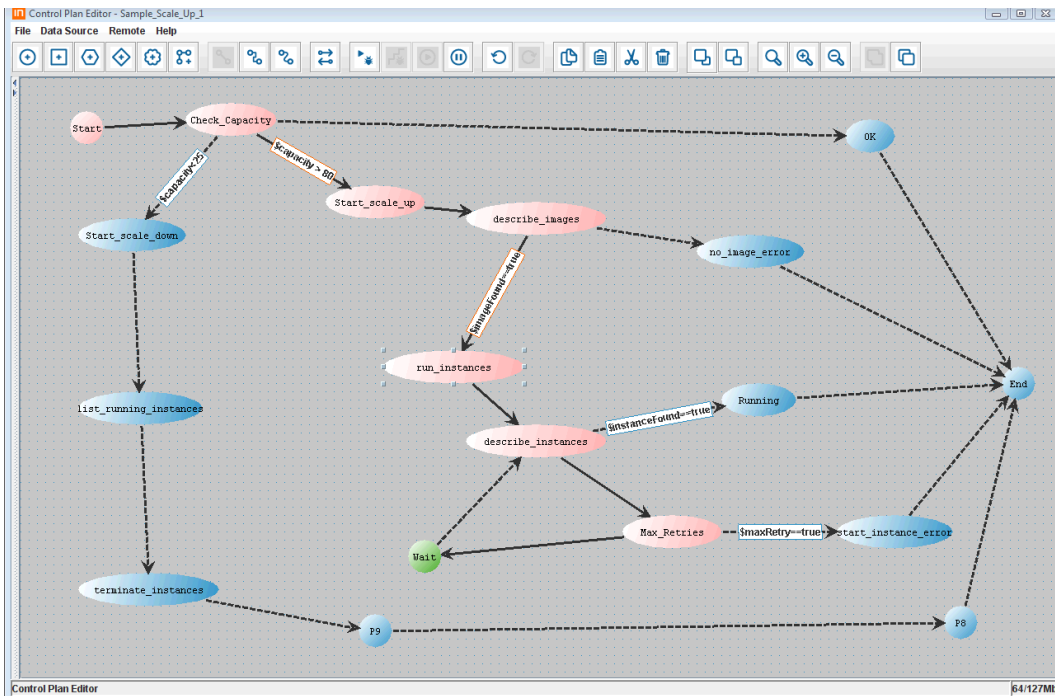 in Control Plan Editor - Sample_Scale_Up_1
File Data Source Remote Help
Start
Check_Capacity
OK
$capacity<25
$capacity > 80
Start_scale_up
describe_images
Start_scale_down
no_image_error
$imageFound==true
run_instances
End
list_running_instances
Running
$instanceFound==true
describe_instances
Max_Retries
$maxRetry==true
start_instance_error
Wait
terminate_instances
P9
P8
Control Plan Editor
64/127Mb